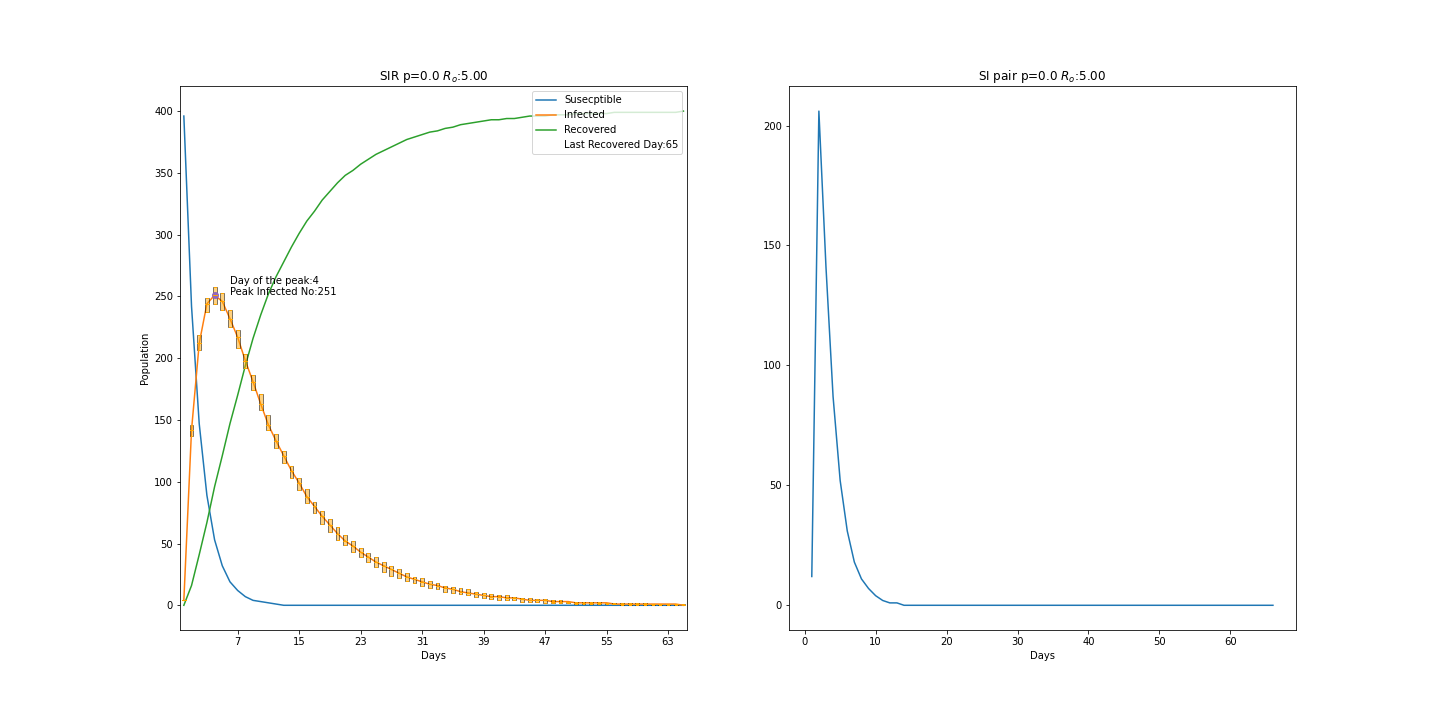 SIR p=0.0 Rₒ:5.00
Susecptible
Infected
Recovered
Last Recovered Day:65
Day of the peak:4
Peak Infected No:251
Population
400
350
300
250
200
150
100
50
0
7 15 23 31 39 47 55 63
Days
SI pair p=0.0 Rₒ:5.00
200
150
100
50
0
0 10 20 30 40 50 60
Days